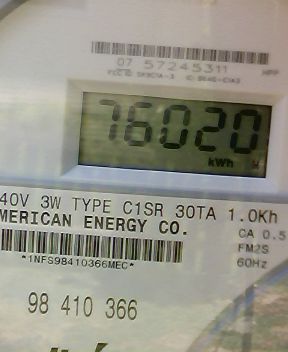 07 57245311
HPP
76020
kWh
40V 3W TYPE C1SR 30TA 1.0Kh
MERICAN ENERGY CO.
CA 0.5
FM2S
*1NFS98410366MEC*
60Hz
98 410 366